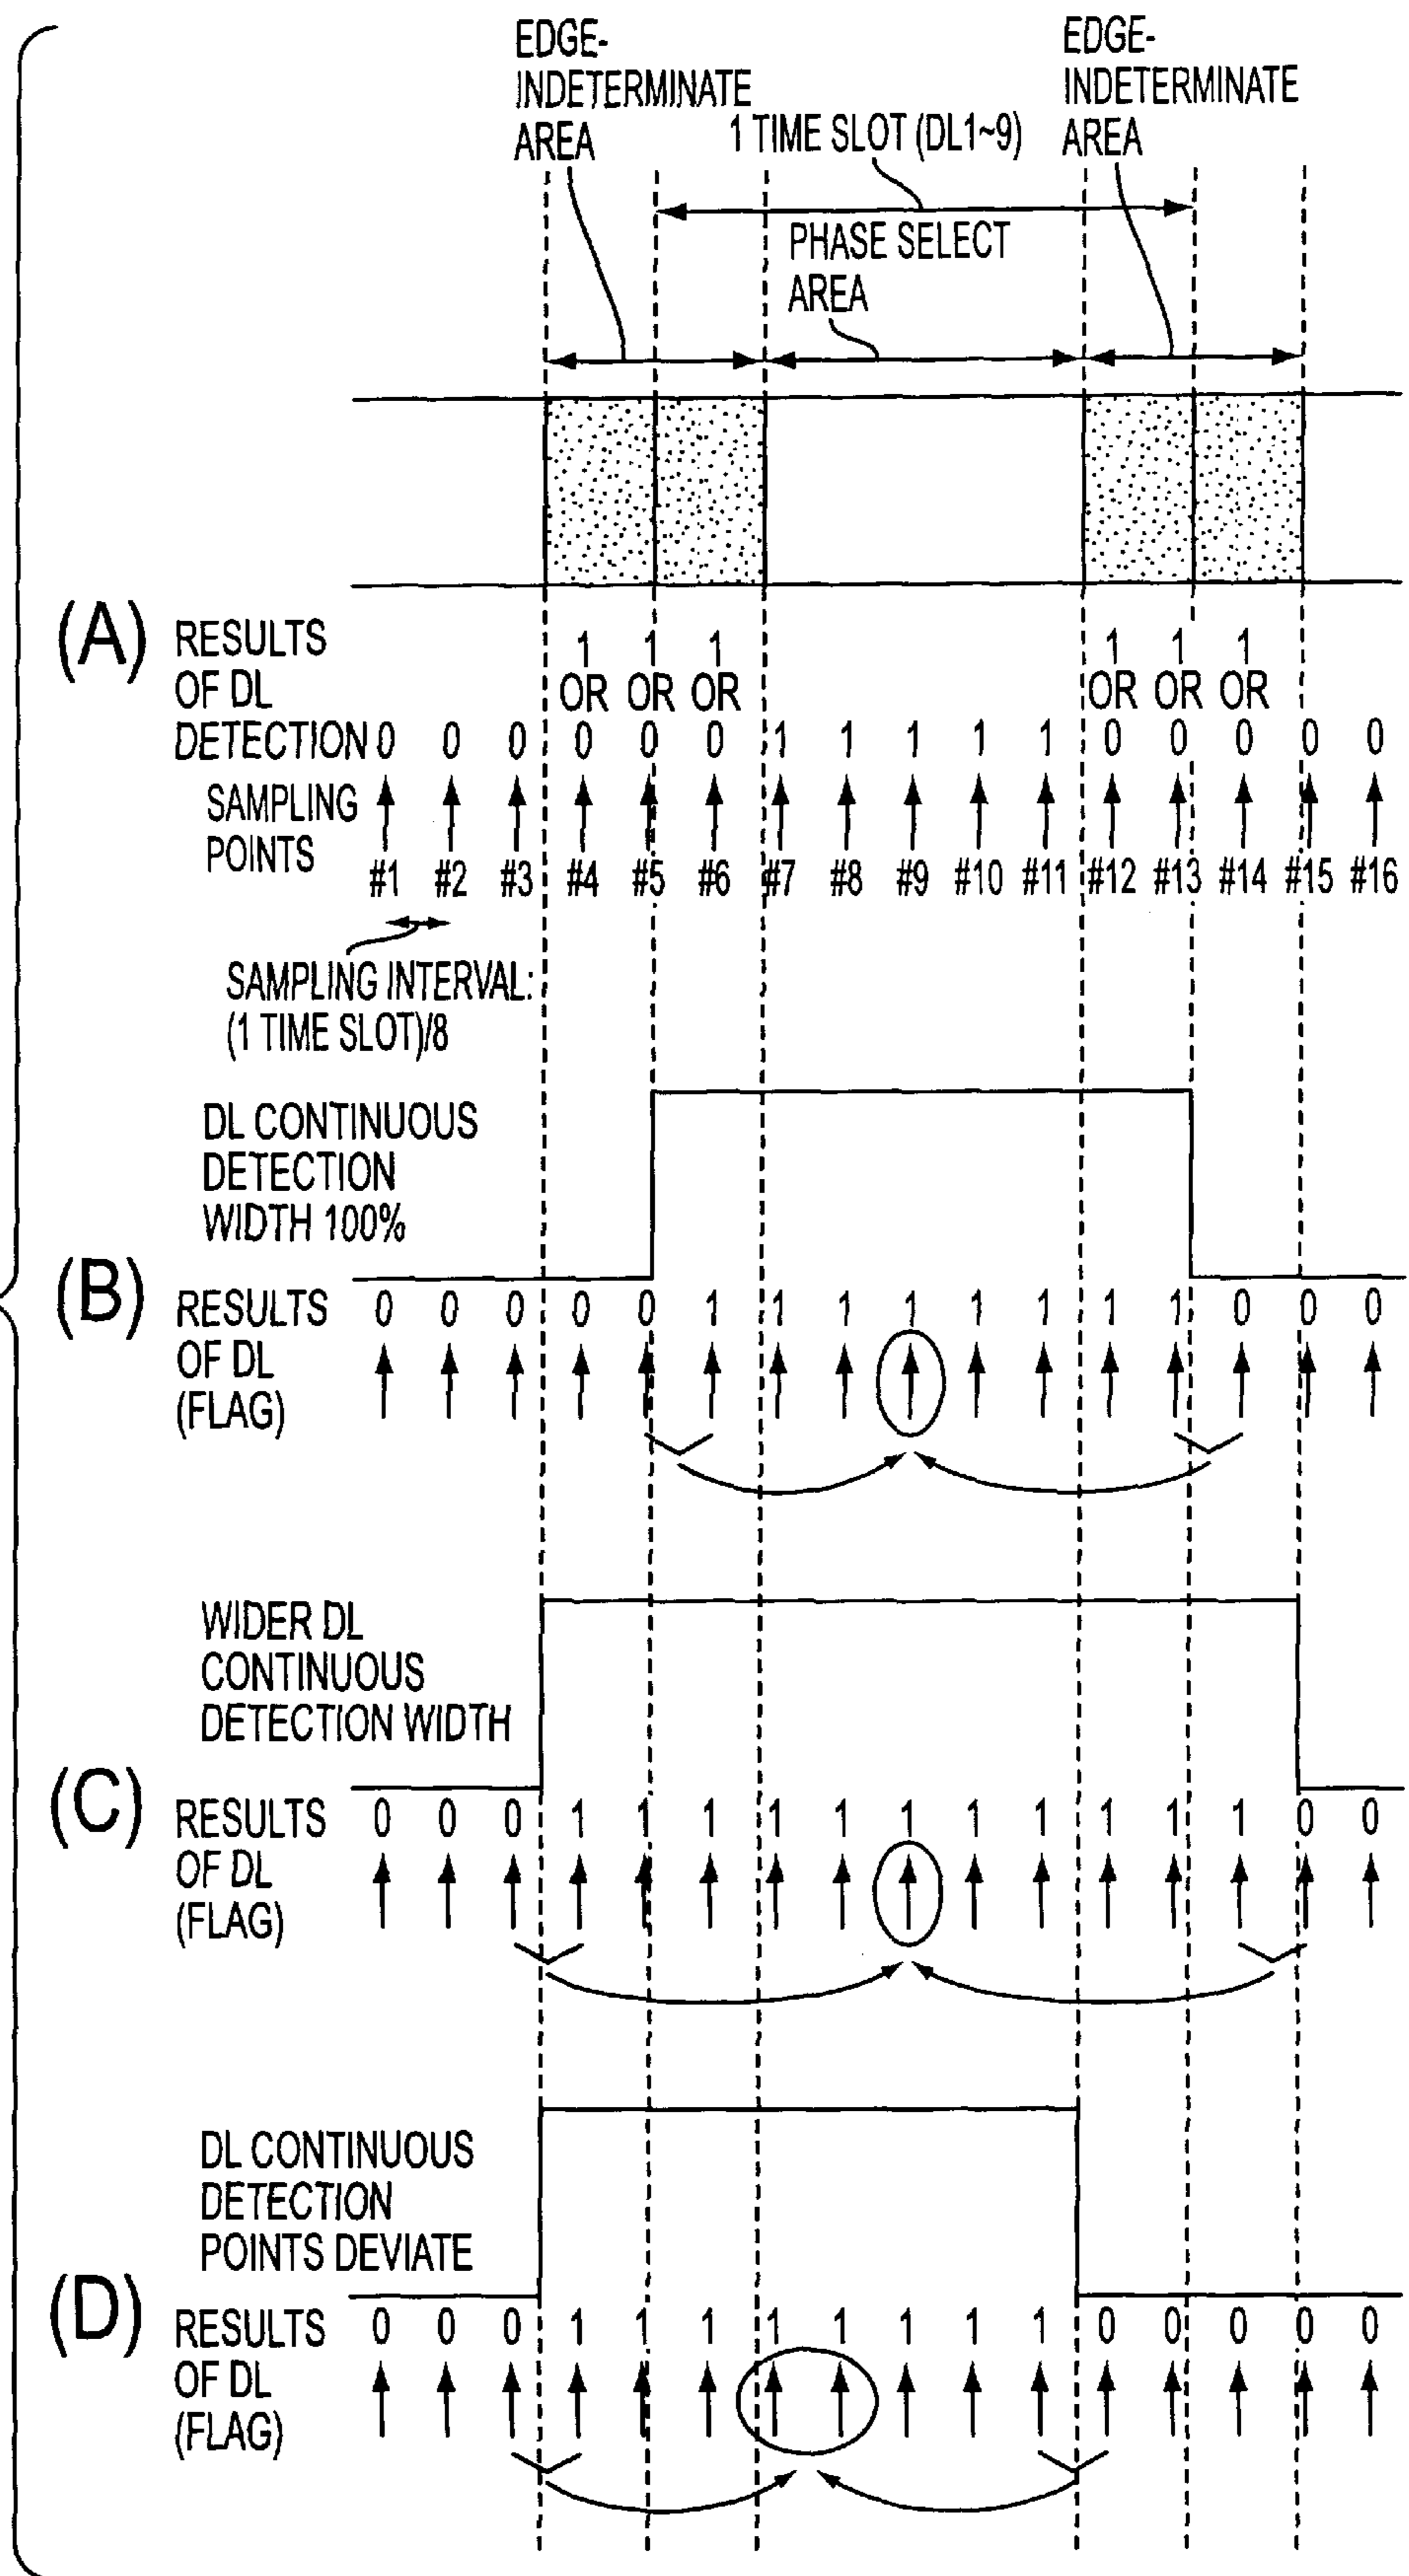 EDGE-
INDETERMINATE
AREA
EDGE-
INDETERMINATE
AREA
1 TIME SLOT (DL1~9)
PHASE SELECT
AREA
(A)
RESULTS
OF DL
DETECTION
1 1 1 1 1 1
OR OR OR OR OR OR
0 0 0 0 0 0 1 1 1 1 1 0 0 0 0 0
SAMPLING
POINTS
#1 #2 #3 #4 #5 #6 #7 #8 #9 #10 #11 #12 #13 #14 #15 #16
SAMPLING INTERVAL:
(1 TIME SLOT)/8
DL CONTINUOUS
DETECTION
WIDTH 100%
(B)
RESULTS
OF DL
(FLAG)
0 0 0 0 0 1 1 1 1 1 1 1 1 0 0 0
WIDER DL
CONTINUOUS
DETECTION WIDTH
(C)
RESULTS
OF DL
(FLAG)
0 0 0 1 1 1 1 1 1 1 1 1 1 1 0 0
DL CONTINUOUS
DETECTION
POINTS DEVIATE
(D)
RESULTS
OF DL
(FLAG)
0 0 0 1 1 1 1 1 1 1 1 0 0 0 0 0